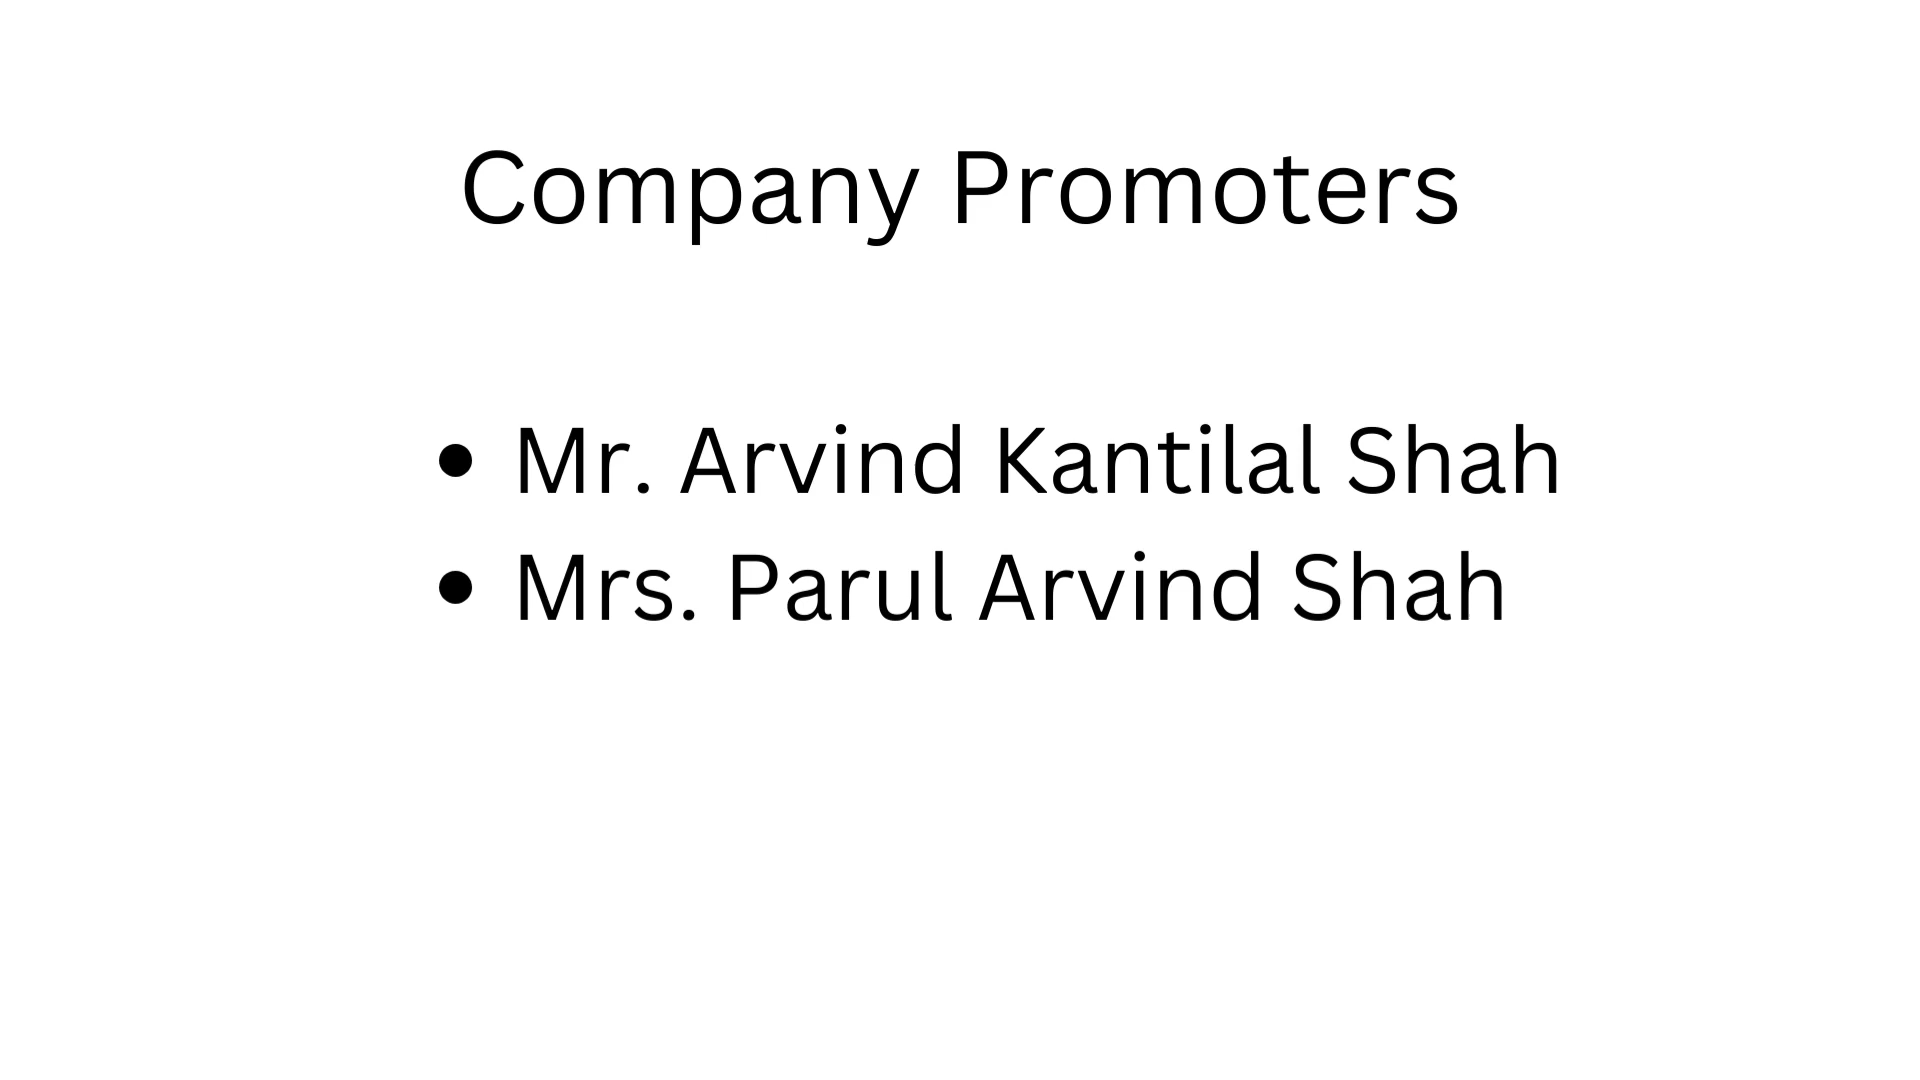 Company Promoters
• Mr. Arvind Kantilal Shah
• Mrs. Parul Arvind Shah